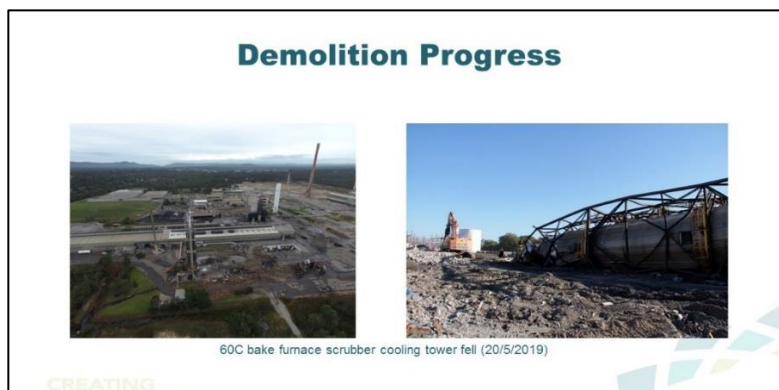 Demolition Progress
60C bake furnace scrubber cooling tower fell (20/5/2019)
CREATING